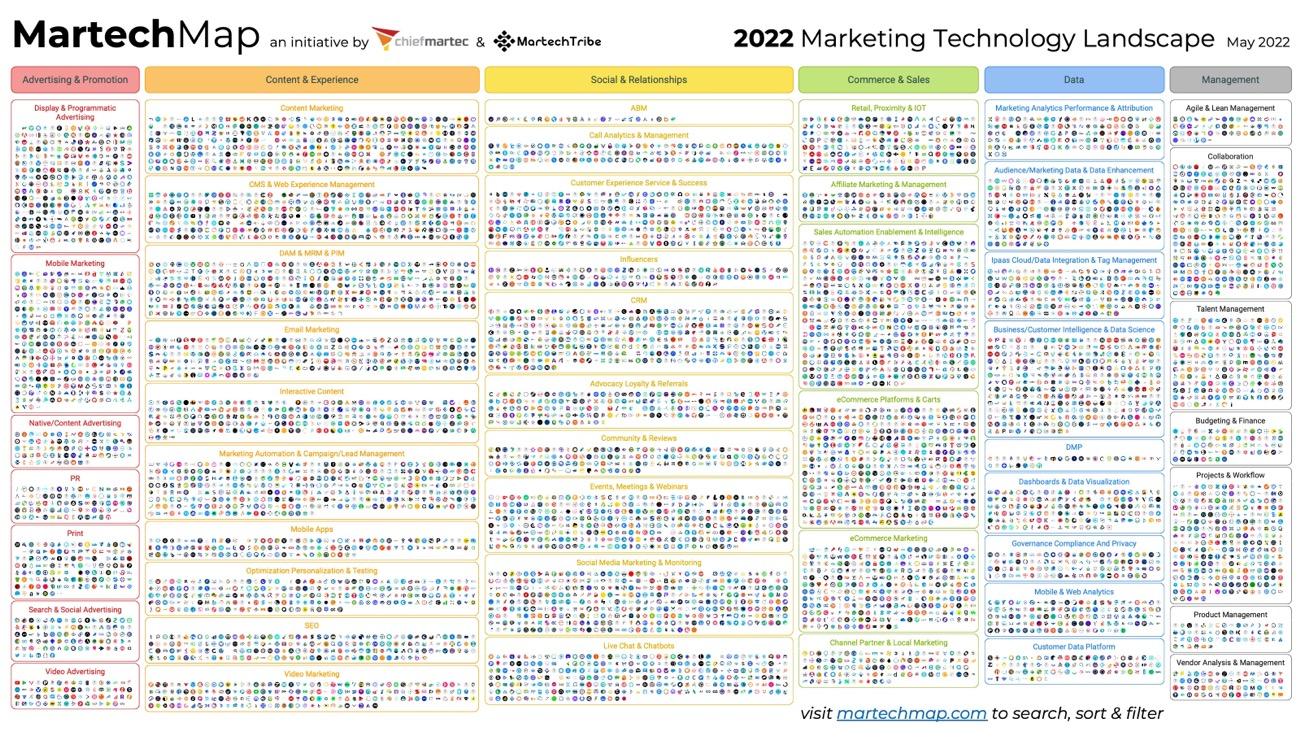 MartechMap an initiative by chiefmartec & MartechTribe
2022 Marketing Technology Landscape May 2022
Advertising & Promotion
Display & Programmatic
Advertising
Mobile Marketing
Native/Content Advertising
PR
Print
Search & Social Advertising
Video Advertising
Content & Experience
Content Marketing
CMS & Web Experience Management
DAM & MRM & PIM
Email Marketing
Interactive Content
Marketing Automation & Campaign/Lead Management
Mobile Apps
Optimization Personalization & Testing
SEO
Video Marketing
Social & Relationships
ABM
Call Analytics & Management
Customer Experience Service & Success
Influencers
CRM
Advocacy Loyalty & Referrals
Community & Reviews
Events, Meetings & Webinars
Social Media Marketing & Monitoring
Live Chat & Chatbots
Commerce & Sales
Retail, Proximity & IOT
Affiliate Marketing & Management
Sales Automation Enablement & Intelligence
eCommerce Platforms & Carts
eCommerce Marketing
Channel Partner & Local Marketing
Data
Marketing Analytics Performance & Attribution
Audience/Marketing Data & Data Enhancement
Ipaas Cloud/Data Integration & Tag Management
Business/Customer Intelligence & Data Science
DMP
Dashboards & Data Visualization
Governance Compliance And Privacy
Mobile & Web Analytics
Customer Data Platform
Management
Agile & Lean Management
Collaboration
Talent Management
Budgeting & Finance
Projects & Workflow
Product Management
Vendor Analysis & Management
visit martechmap.com to search, sort & filter